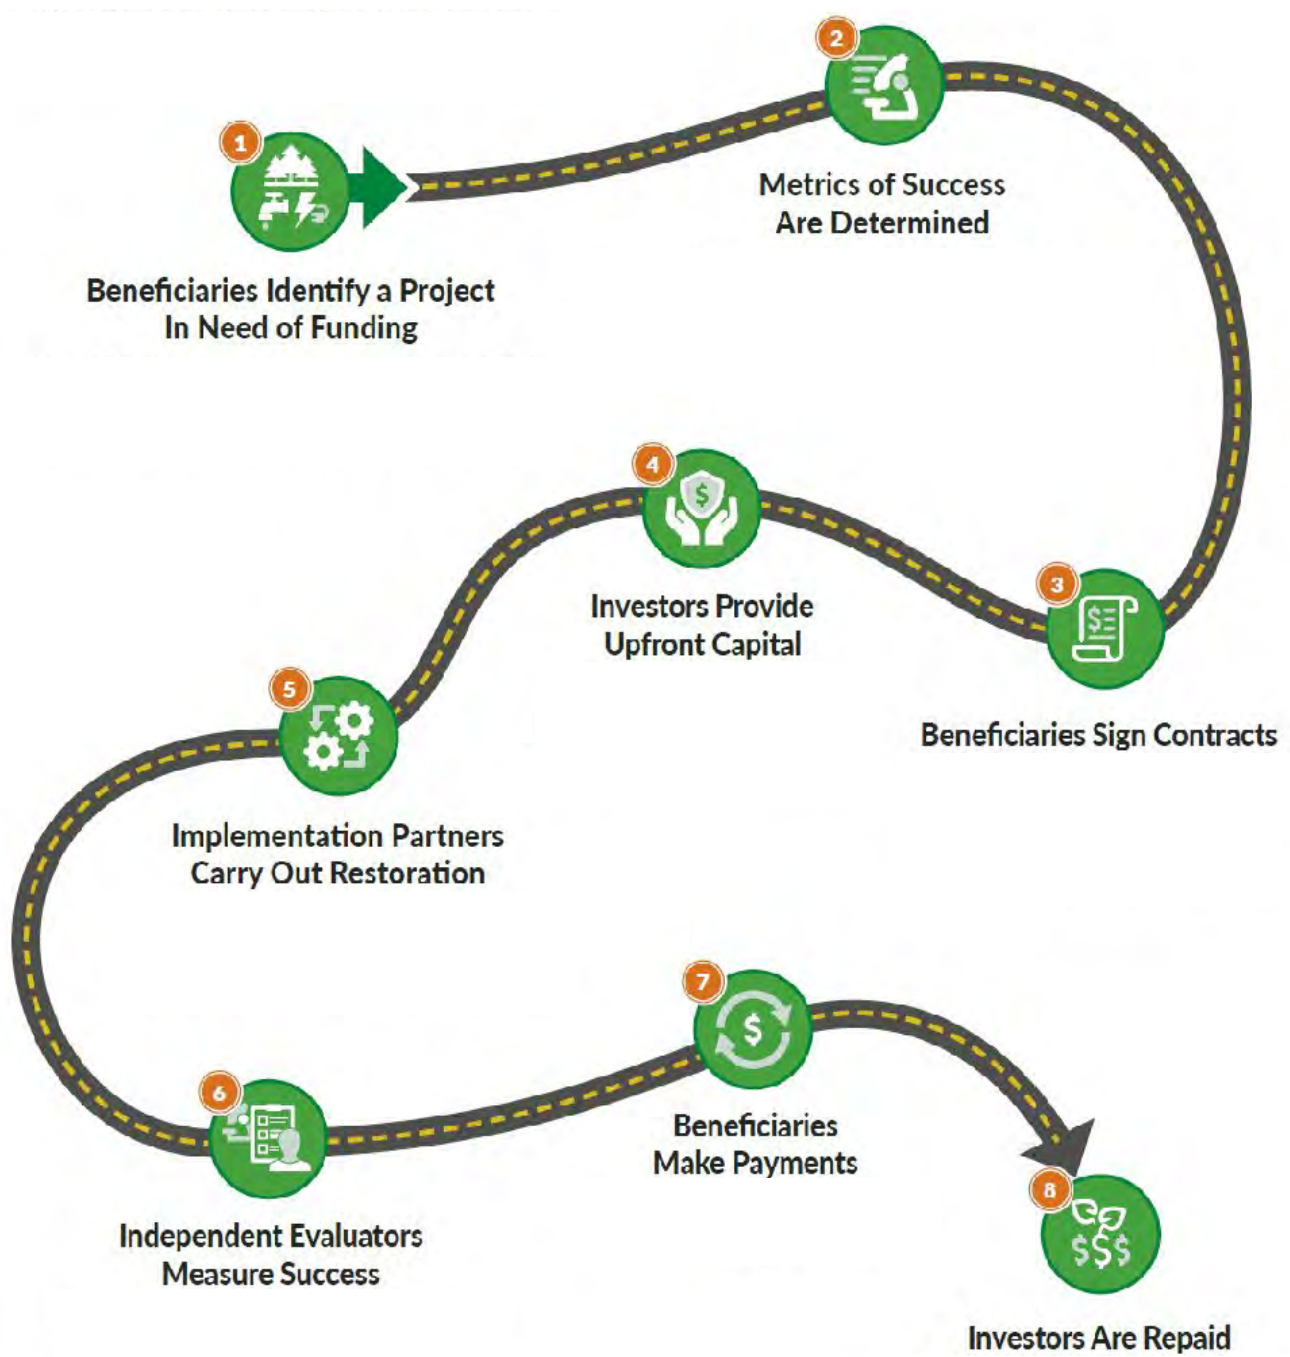 1
Beneficiaries Identify a Project
In Need of Funding
2
Metrics of Success
Are Determined
3
$
Beneficiaries Sign Contracts
4
$
Investors Provide
Upfront Capital
5
Implementation Partners
Carry Out Restoration
6
Independent Evaluators
Measure Success
7
$
Beneficiaries
Make Payments
8
$$$
Investors Are Repaid